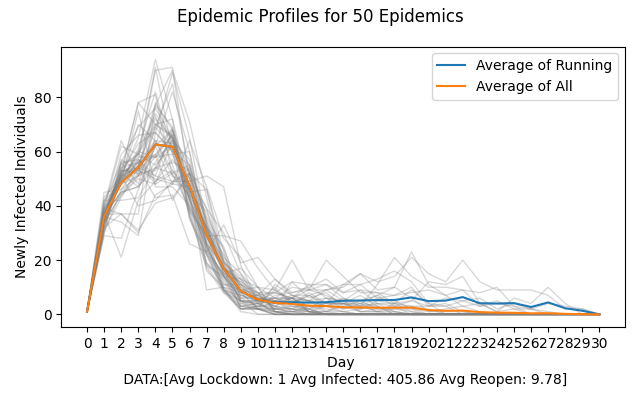 Epidemic Profiles for 50 Epidemics
Average of Running
Average of All
Newly Infected Individuals
80
60
40
20
0
0 1 2 3 4 5 6 7 8 9 10 11 12 13 14 15 16 17 18 19 20 21 22 23 24 25 26 27 28 29 30
Day
DATA:[Avg Lockdown: 1 Avg Infected: 405.86 Avg Reopen: 9.78]